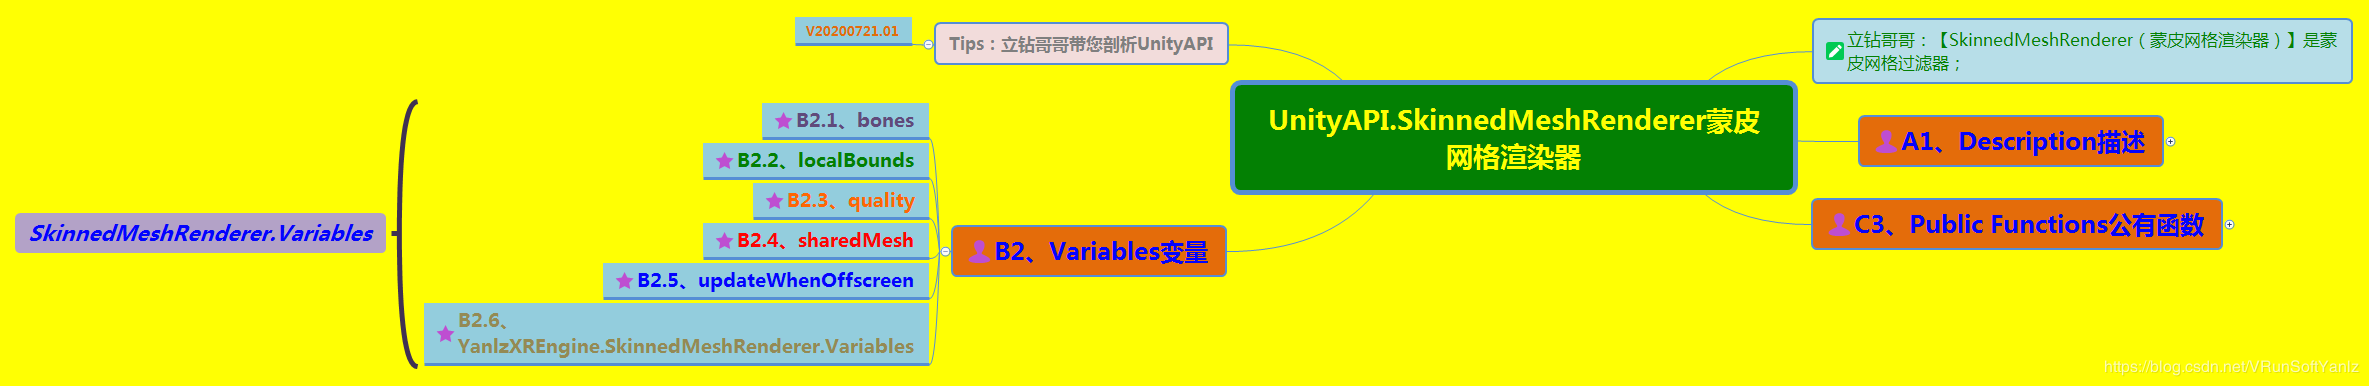 V20200721.01
Tips：立钻哥哥带您剖析UnityAPI
立钻哥哥：【SkinnedMeshRenderer（蒙皮网格渲染器）】是蒙
皮网格过滤器；
UnityAPI.SkinnedMeshRenderer蒙皮
网格渲染器
A1、Description描述
C3、Public Functions公有函数
B2、Variables变量
B2.1、bones
B2.2、localBounds
B2.3、quality
B2.4、sharedMesh
B2.5、updateWhenOffscreen
B2.6、
YanlzXREngine.SkinnedMeshRenderer.Variables
SkinnedMeshRenderer.Variables
https://blog.csdn.net/VRunSoftYanlz